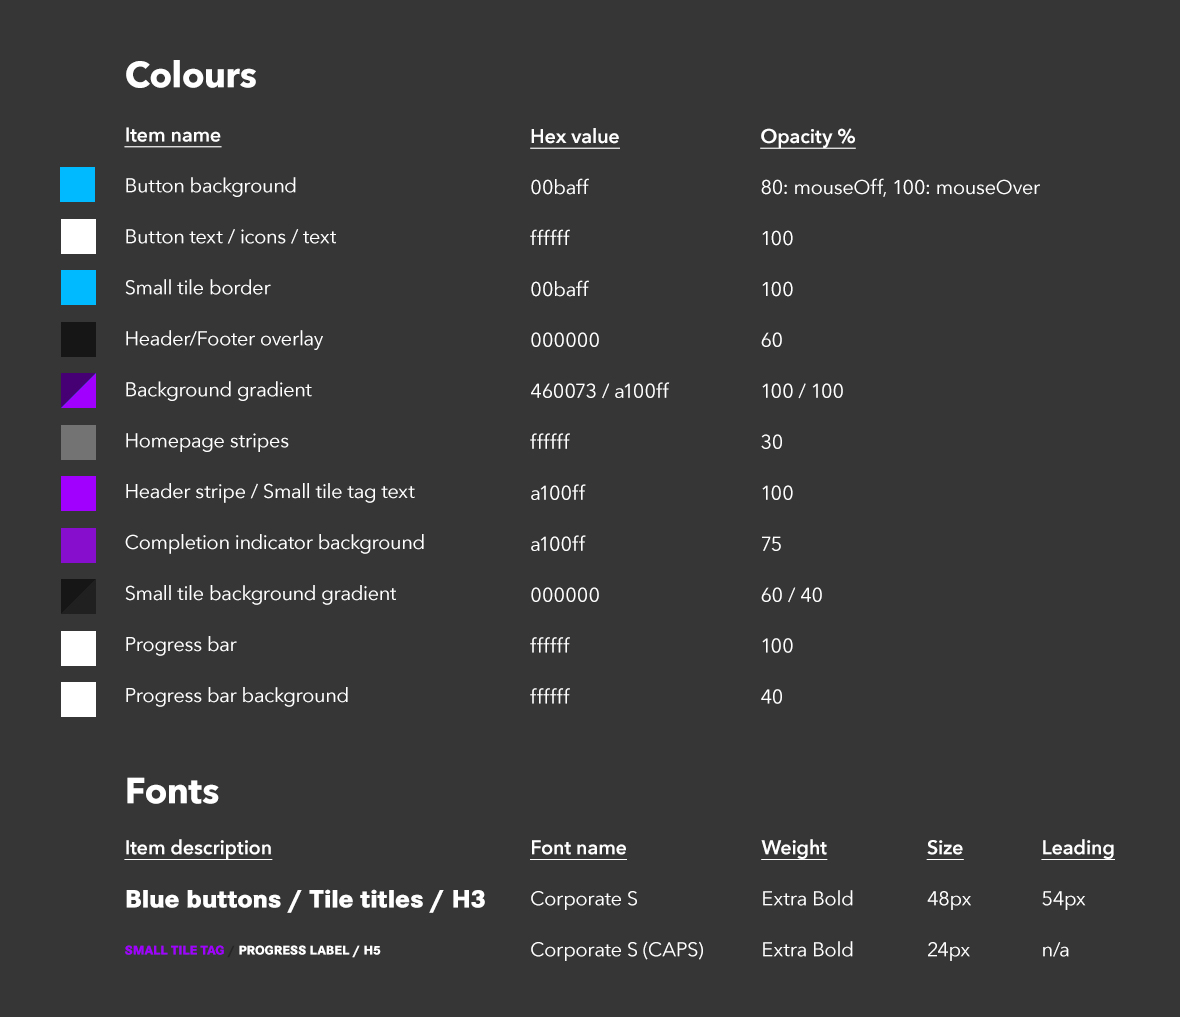 Colours
Item name Hex value Opacity %
Button background 00baff 80: mouseOff, 100: mouseOver
Button text / icons / text ffffff 100
Small tile border 00baff 100
Header/Footer overlay 000000 60
Background gradient 460073 / a100ff 100 / 100
Homepage stripes ffffff 30
Header stripe / Small tile tag text a100ff 100
Completion indicator background a100ff 75
Small tile background gradient 000000 60 / 40
Progress bar ffffff 100
Progress bar background ffffff 40
Fonts
Item description Font name Weight Size Leading
Blue buttons / Tile titles / H3 Corporate S Extra Bold 48px 54px
SMALL TILE TAG / PROGRESS LABEL / H5 Corporate S (CAPS) Extra Bold 24px n/a